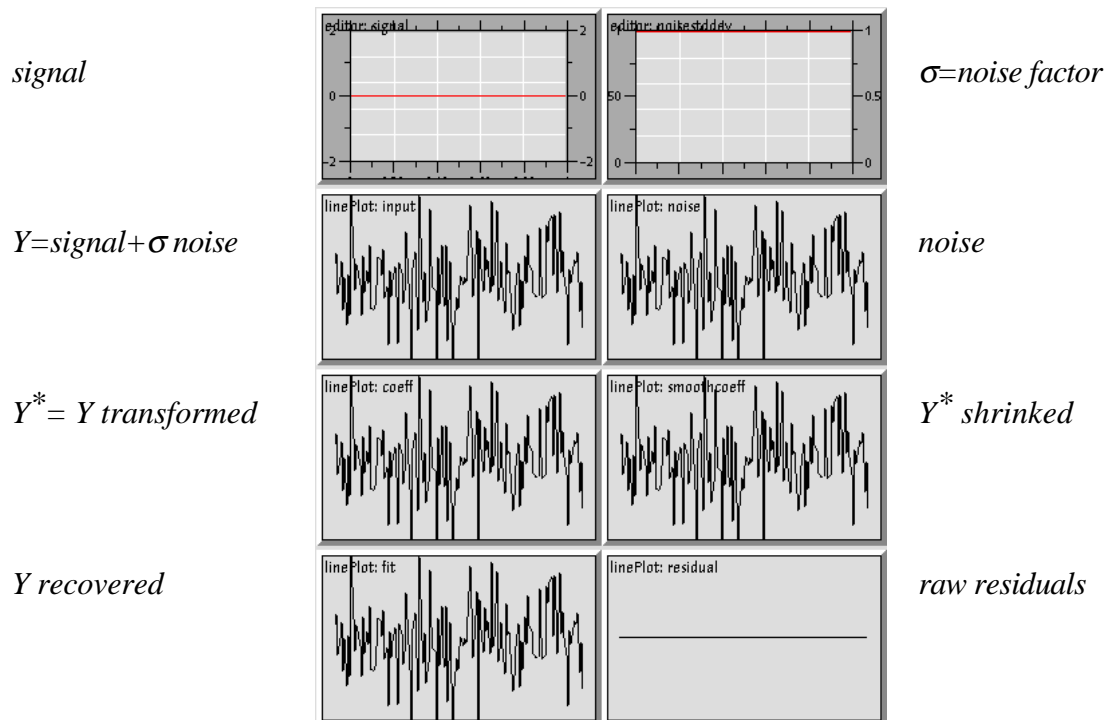 editor: signal
2
2
0
0
-2
-2
signal
editor: noisestddev
1
1
50
0.5
0
0
σ=noise factor
Y=signal+σ noise
linePlot: input
linePlot: noise
noise
Y*= Y transformed
linePlot: coeff
linePlot: smoothcoeff
Y* shrinked
Y recovered
linePlot: fit
linePlot: residual
raw residuals